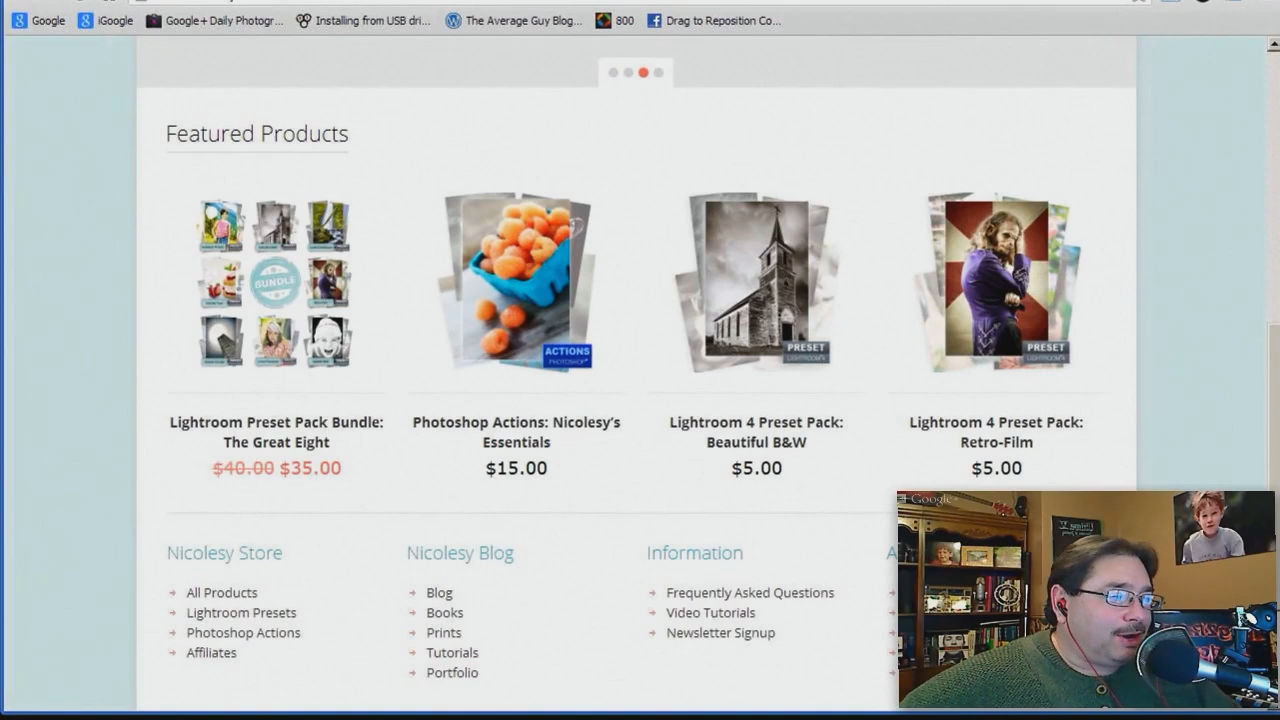 Google iGoogle Google+ Daily Photogr... Installing from USB dri... The Average Guy Blog... 800 Drag to Reposition Co...
Featured Products
BUNDLE
ACTIONS
PHOTOSHOP
PRESET
LIGHTROOM
PRESET
LIGHTROOM
Lightroom Preset Pack Bundle:
The Great Eight
$40.00 $35.00
Photoshop Actions: Nicolesy's
Essentials
$15.00
Lightroom 4 Preset Pack:
Beautiful B&W
$5.00
Lightroom 4 Preset Pack:
Retro-Film
$5.00
Google+
Nicolesy Store
All Products
Lightroom Presets
Photoshop Actions
Affiliates
Nicolesy Blog
Blog
Books
Prints
Tutorials
Portfolio
Information
Frequently Asked Questions
Video Tutorials
Newsletter Signup